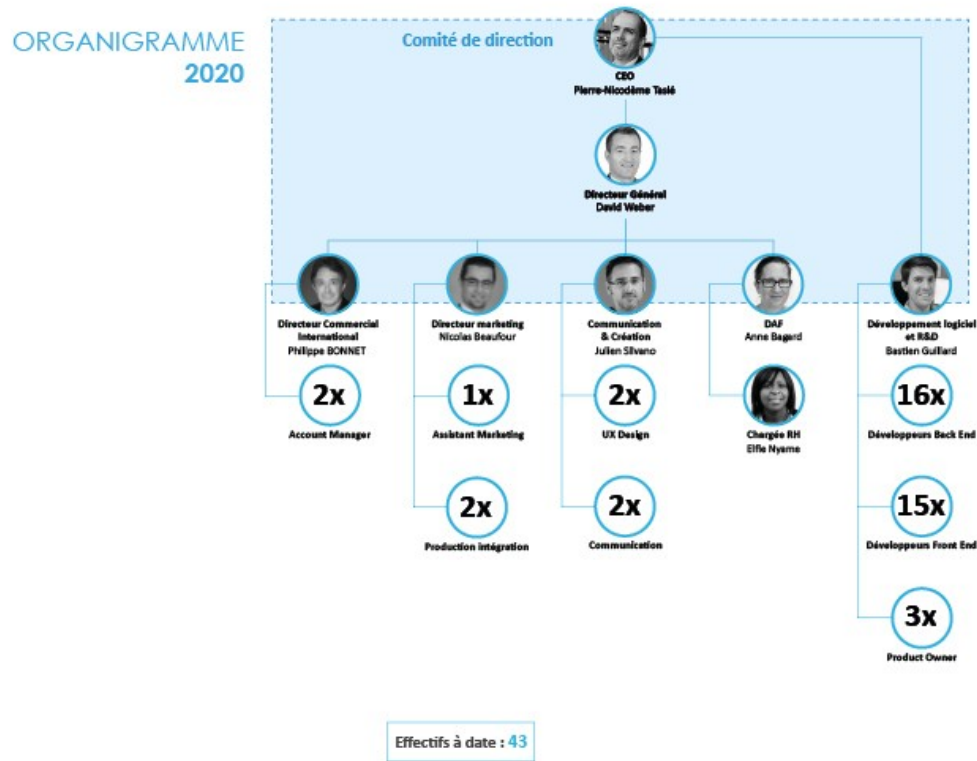 ORGANIGRAMME
2020
Comité de direction
CEO
Pierre-Nicodème Taslé
Directeur Général
David Weber
Directeur Commercial
International
Philippe BONNET
Directeur marketing
Nicolas Beaufour
Communication
& Création
Julien Silvano
DAF
Anne Bagard
Développement logiciel
et R&D
Bastien Guillard
2x
Account Manager
1x
Assistant Marketing
2x
UX Design
Chargée RH
Elfie Nyame
16x
Développeurs Back End
2x
Production intégration
2x
Communication
15x
Développeurs Front End
3x
Product Owner
Effectifs à date : 43